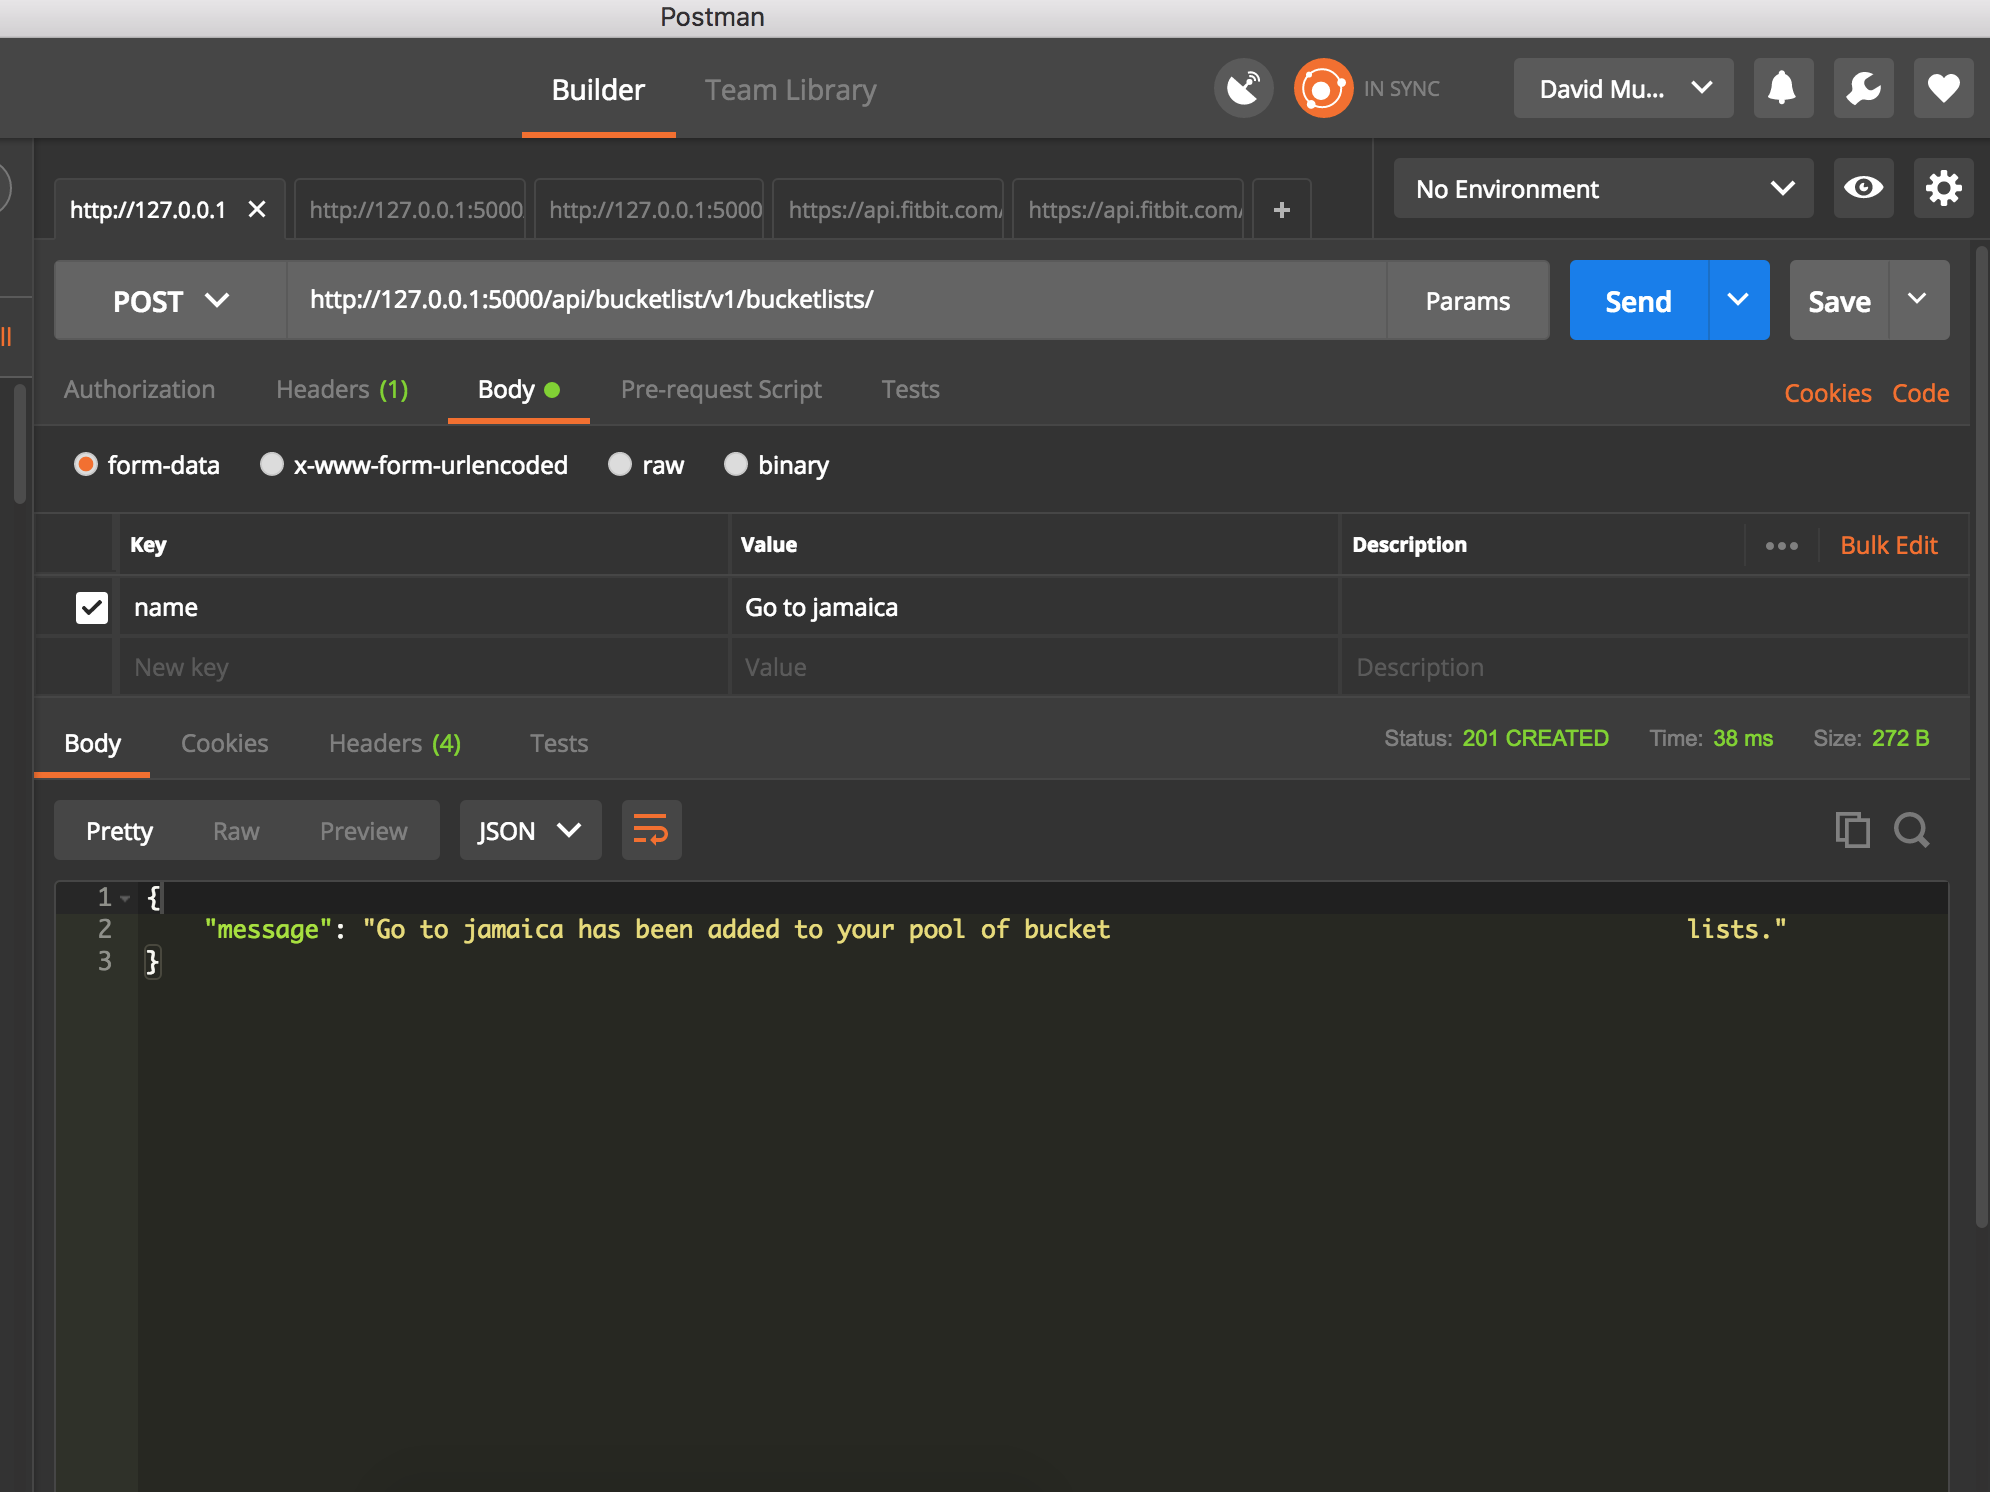 Postman
Builder Team Library IN SYNC David Mu...
http://127.0.0.1 http://127.0.0.1:5000 http://127.0.0.1:5000 https://api.fitbit.com/ https://api.fitbit.com/ + No Environment
POST http://127.0.0.1:5000/api/bucketlist/v1/bucketlists/ Params Send Save
Authorization Headers (1) Body Pre-request Script Tests Cookies Code
form-data x-www-form-urlencoded raw binary
Key Value Description ••• Bulk Edit
name Go to jamaica
New key Value Description
Body Cookies Headers (4) Tests Status: 201 CREATED Time: 38 ms Size: 272 B
Pretty Raw Preview JSON
1 {
2 "message": "Go to jamaica has been added to your pool of bucket lists."
3 }